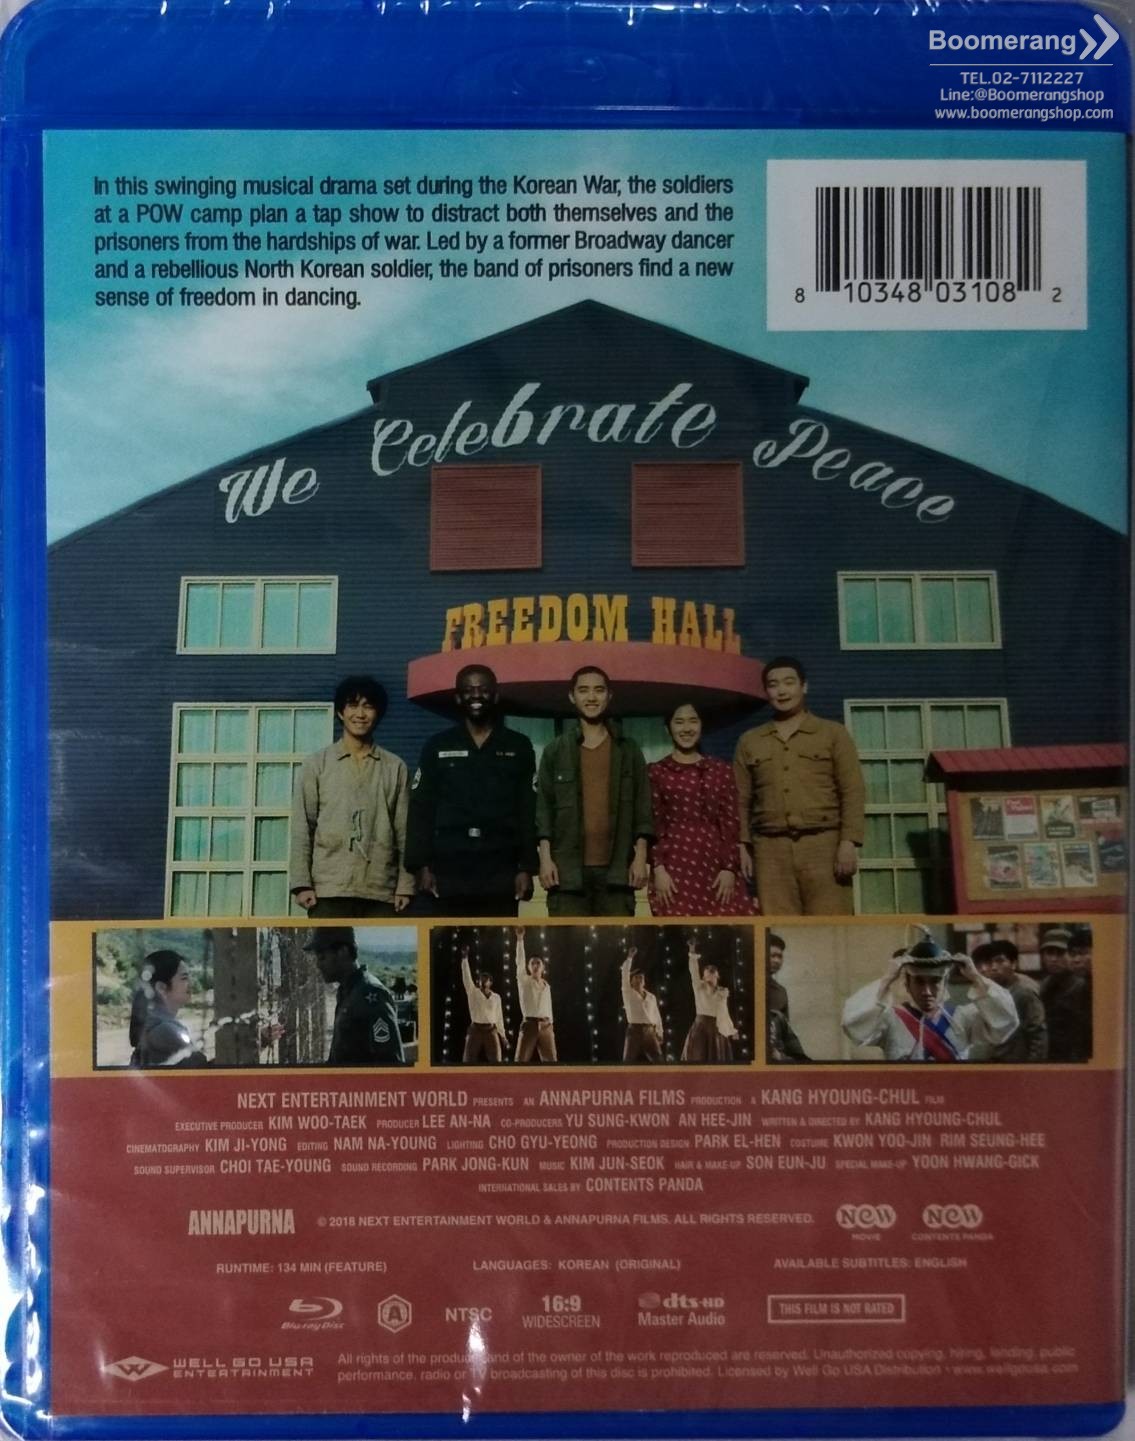 Boomerang
TEL.02-7112227
Line:@Boomerangshop
www.boomerangshop.com
In this swinging musical drama set during the Korean War, the soldiers
at a POW camp plan a tap show to distract both themselves and the
prisoners from the hardships of war. Led by a former Broadway dancer
and a rebellious North Korean soldier, the band of prisoners find a new
sense of freedom in dancing.
8 10348 03108 2
We Celebrate Peace
FREEDOM HALL
NEXT ENTERTAINMENT WORLD PRESENTS AN ANNAPURNA FILMS PRODUCTION A KANG HYOUNG-CHUL FILM
EXECUTIVE PRODUCER KIM WOO-TAEK PRODUCER LEE AN-NA CO-PRODUCERS YU SUNG-KWON AN HEE-JIN WRITTEN & DIRECTED BY KANG HYOUNG-CHUL
CINEMATOGRAPHY KIM JI-YONG EDITING NAM NA-YOUNG LIGHTING CHO GYU-YEONG PRODUCTION DESIGN PARK EL-HEN COSTUME KWON YOO-JIN RIM SEUNG-HEE
SOUND SUPERVISOR CHOI TAE-YOUNG SOUND RECORDING PARK JONG-KUN MUSIC KIM JUN-SEOK HAIR & MAKE-UP SON EUN-JU SPECIAL MAKE-UP YOON HWANG-GICK
INTERNATIONAL SALES BY CONTENTS PANDA
ANNAPURNA © 2018 NEXT ENTERTAINMENT WORLD & ANNAPURNA FILMS. ALL RIGHTS RESERVED. NEW MOVIE NEW CONTENTS PANDA
RUNTIME: 134 MIN (FEATURE) LANGUAGES: KOREAN (ORIGINAL) AVAILABLE SUBTITLES: ENGLISH
Blu-ray Disc A NTSC 16:9 WIDESCREEN dts-HD Master Audio THIS FILM IS NOT RATED
WELL GO USA ENTERTAINMENT
All rights of the producer and of the owner of the work reproduced are reserved. Unauthorized copying, hiring, lending, public
performance, radio or TV broadcasting of this disc is prohibited. Licensed by Well Go USA Distribution • www.wellgousa.com